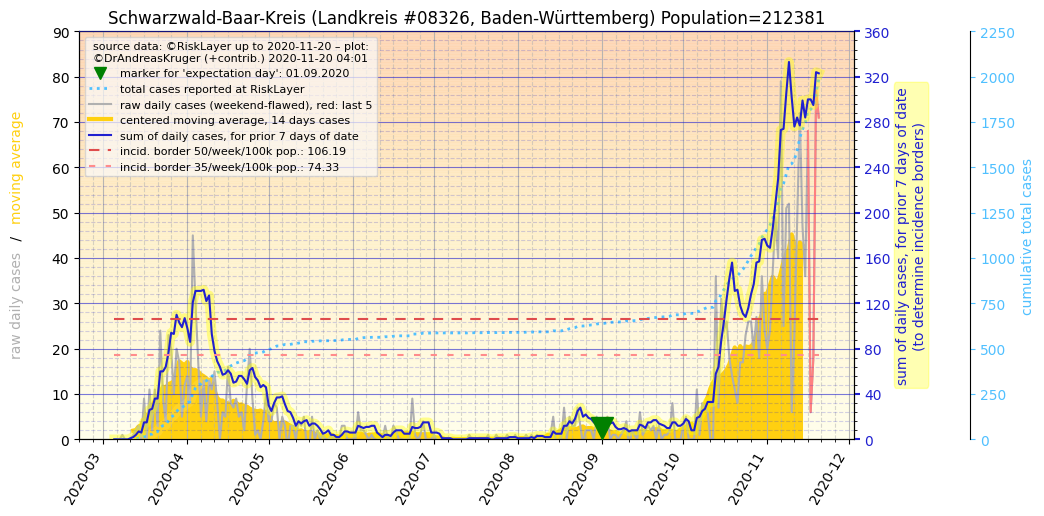 Schwarzwald-Baar-Kreis (Landkreis #08326, Baden-Württemberg) Population=212381
source data: ©RiskLayer up to 2020-11-20 – plot:
©DrAndreasKruger (+contrib.) 2020-11-20 04:01
marker for 'expectation day': 01.09.2020
total cases reported at RiskLayer
raw daily cases (weekend-flawed), red: last 5
centered moving average, 14 days cases
sum of daily cases, for prior 7 days of date
incid. border 50/week/100k pop.: 106.19
incid. border 35/week/100k pop.: 74.33
raw daily cases / moving average
90
80
70
60
50
40
30
20
10
0
360
320
280
240
200
160
120
80
40
0
sum of daily cases, for prior 7 days of date
(to determine incidence borders)
2250
2000
1750
1500
1250
1000
750
500
250
0
cumulative total cases
2020-03
2020-04
2020-05
2020-06
2020-07
2020-08
2020-09
2020-10
2020-11
2020-12